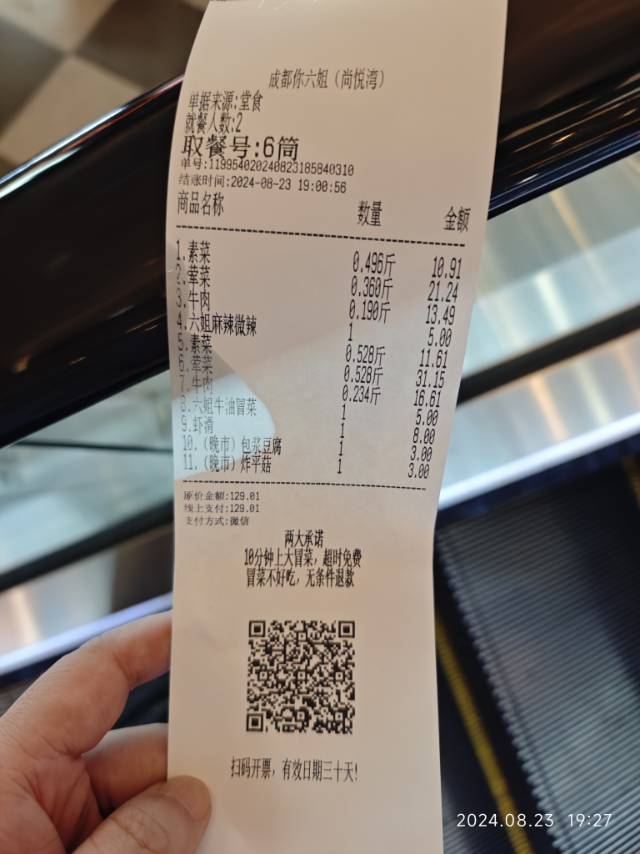 成都你六姐（尚悦湾）
单据来源:堂食
就餐人数:2
取餐号:6筒
单号:119954020240823185840310
结账时间:2024-08-23 19:00:56
商品名称 数量 金额
1.素菜 0.496斤 10.91
2.荤菜 0.360斤 21.24
3.牛肉 0.190斤 13.49
4.六姐麻辣微辣 1 5.00
5.素菜 0.528斤 11.61
6.荤菜 0.528斤 31.15
7.牛肉 0.234斤 16.61
8.六姐牛油冒菜 1 5.00
9.虾滑 1 8.00
10.(晚市)包浆豆腐 1 3.00
11.(晚市)炸平菇 1 3.00
原价金额:129.01
线上支付:129.01
支付方式:微信
两大承诺
10分钟上大冒菜，超时免费
冒菜不好吃，无条件退款
扫码开票，有效日期三十天!
2024.08.23 19:27